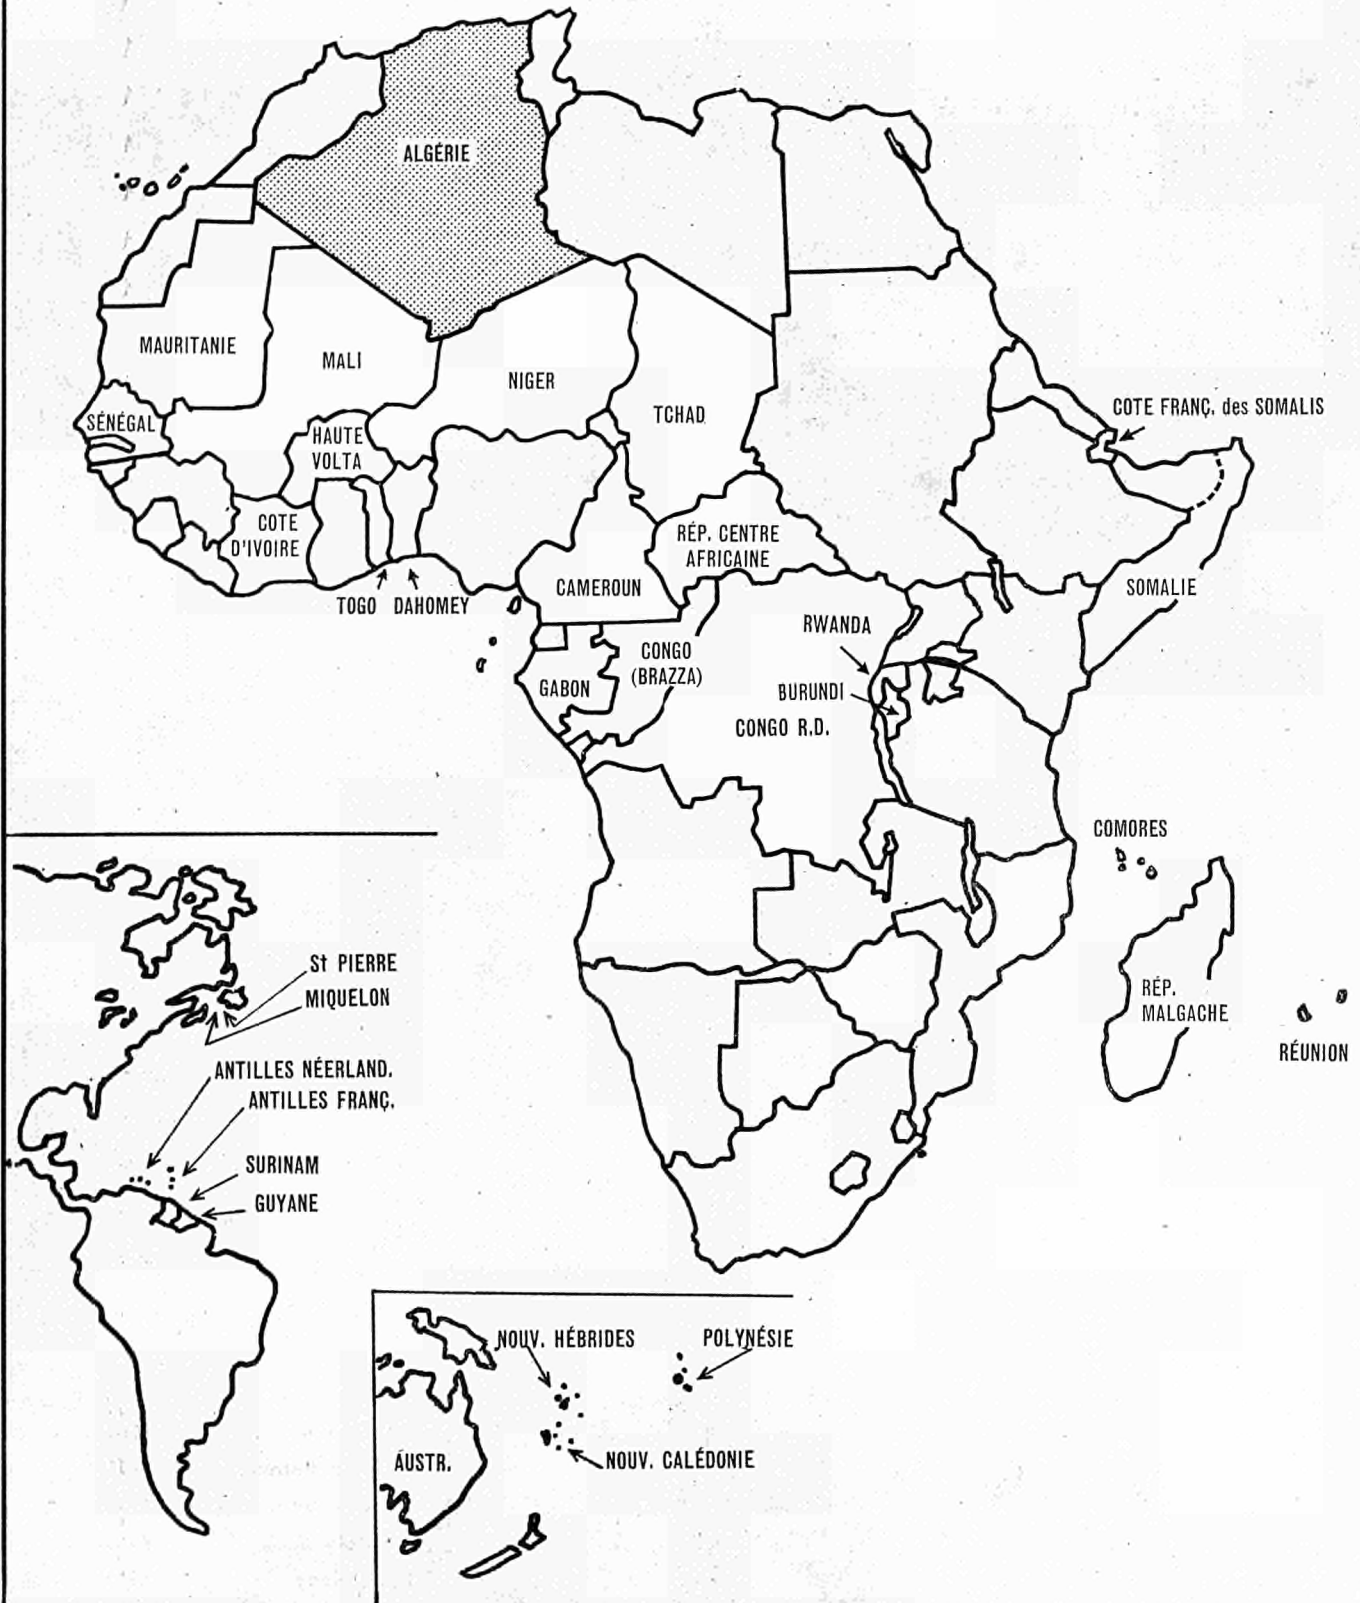 ALGÉRIE
MAURITANIE
MALI
NIGER
TCHAD
COTE FRANÇ. des SOMALIS
SÉNÉGAL
HAUTE
VOLTA
COTE
D'IVOIRE
RÉP. CENTRE
AFRICAINE
CAMEROUN
SOMALIE
TOGO
DAHOMEY
RWANDA
CONGO
(BRAZZA)
GABON
BURUNDI
CONGO R.D.
COMORES
RÉP.
MALGACHE
RÉUNION
St PIERRE
MIQUELON
ANTILLES NÉERLAND.
ANTILLES FRANÇ.
SURINAM
GUYANE
NOUV. HÉBRIDES
POLYNÉSIE
AUSTR.
NOUV. CALÉDONIE